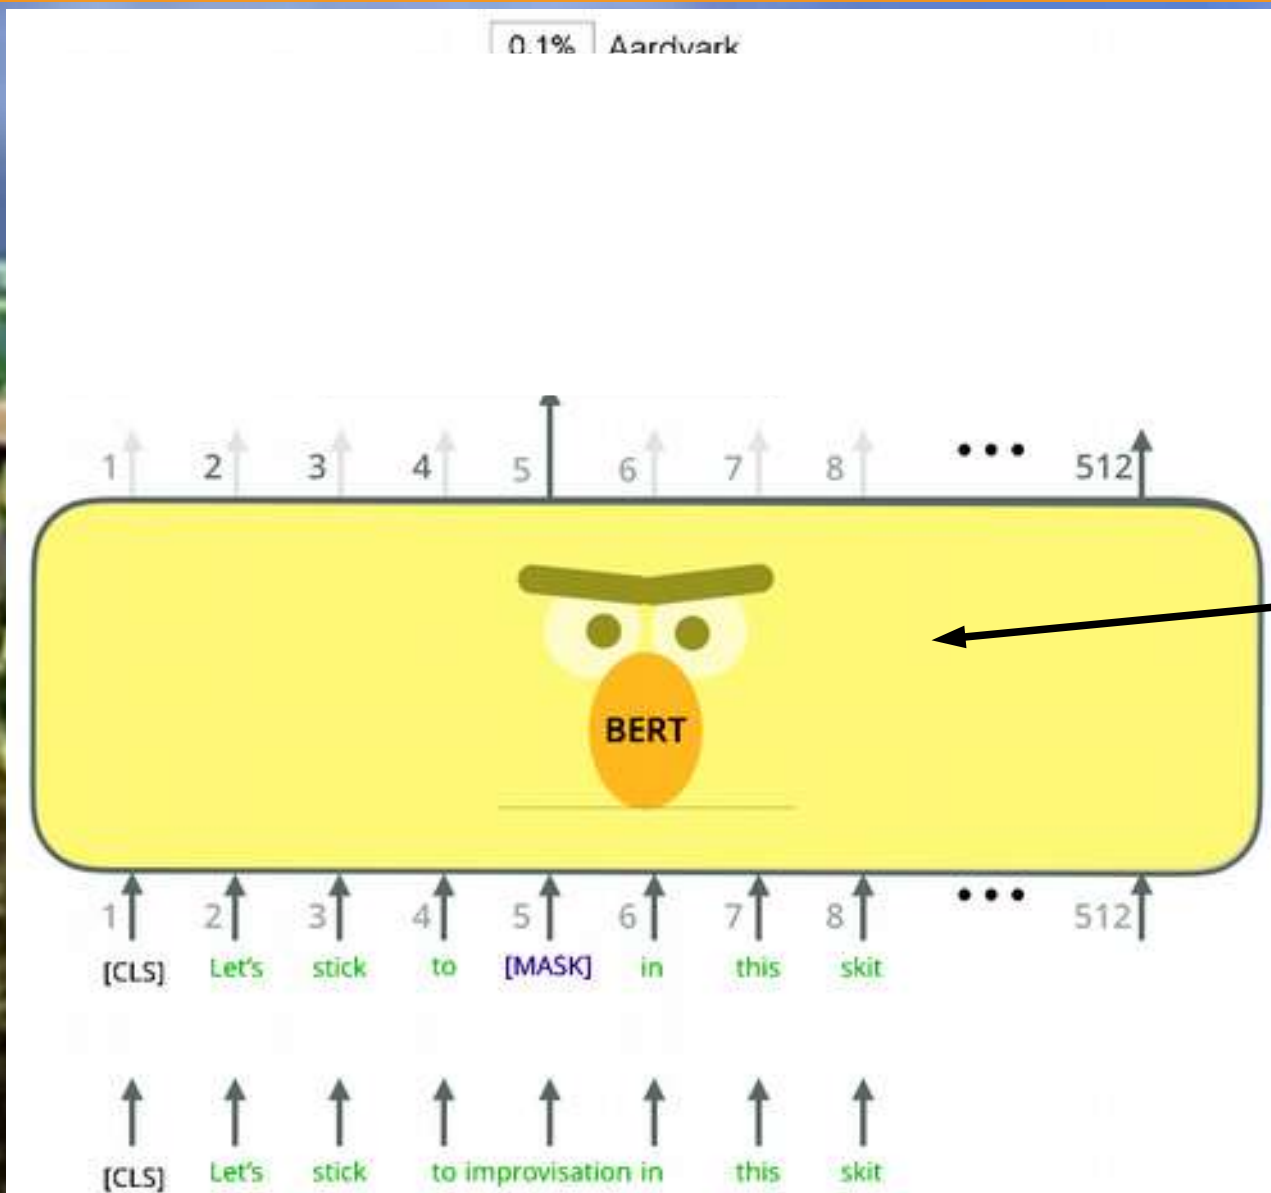 0.1% Aardvark
1 2 3 4 5 6 7 8 ••• 512
BERT
1 2 3 4 5 6 7 8 ••• 512
[CLS] Let's stick to [MASK] in this skit
[CLS] Let's stick to improvisation in this skit